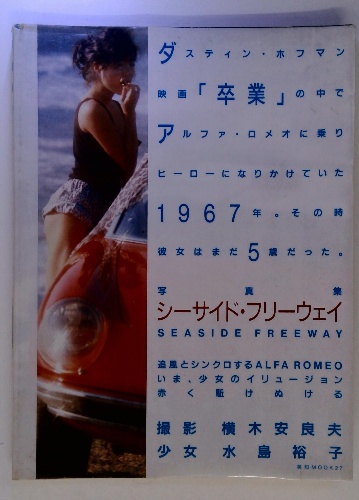 ダスティン・ホフマン
映画「卒業」の中で
アルファ・ロメオに乗り
ヒーローになりかけていた
1967年。その時
彼女はまだ5歳だった。
写真集
シーサイド・フリーウェイ
SEASIDE FREEWAY
追風とシンクロするALFA ROMEO
いま、少女のイリュージョン
赤く駈けぬける
撮影 横木安良夫
少女 水島裕子